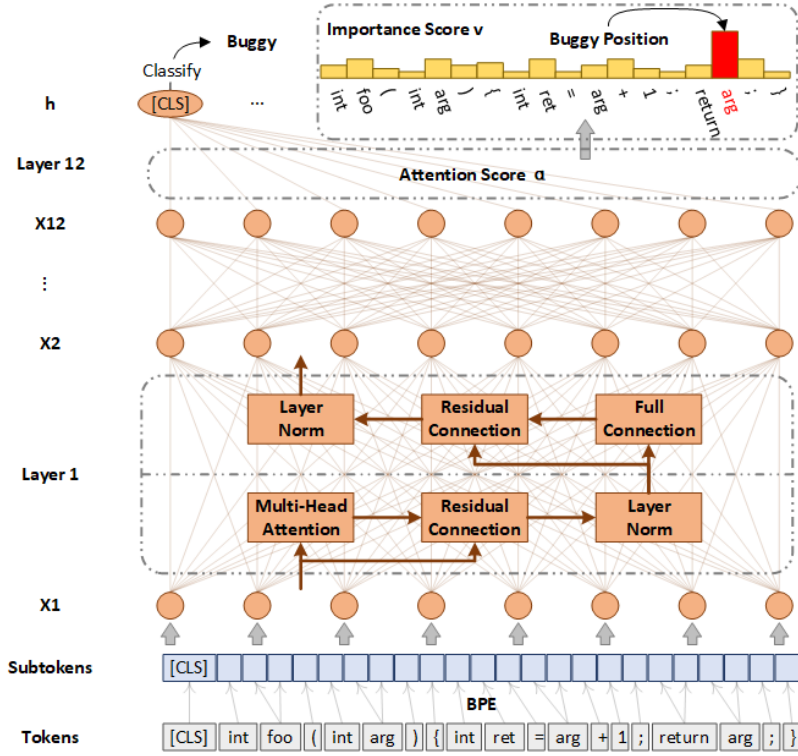 Buggy
Classify
h
[CLS]
...
Importance Score v
Buggy Position
int foo ( int arg ) { int ret = arg + 1 ; return arg ; }
Layer 12
Attention Score α
X12
⋮
X2
Layer 1
Layer
Norm
Residual
Connection
Full
Connection
Multi-Head
Attention
Residual
Connection
Layer
Norm
X1
Subtokens
[CLS]
BPE
Tokens
[CLS] int foo ( int arg ) { int ret = arg + 1 ; return arg ; }